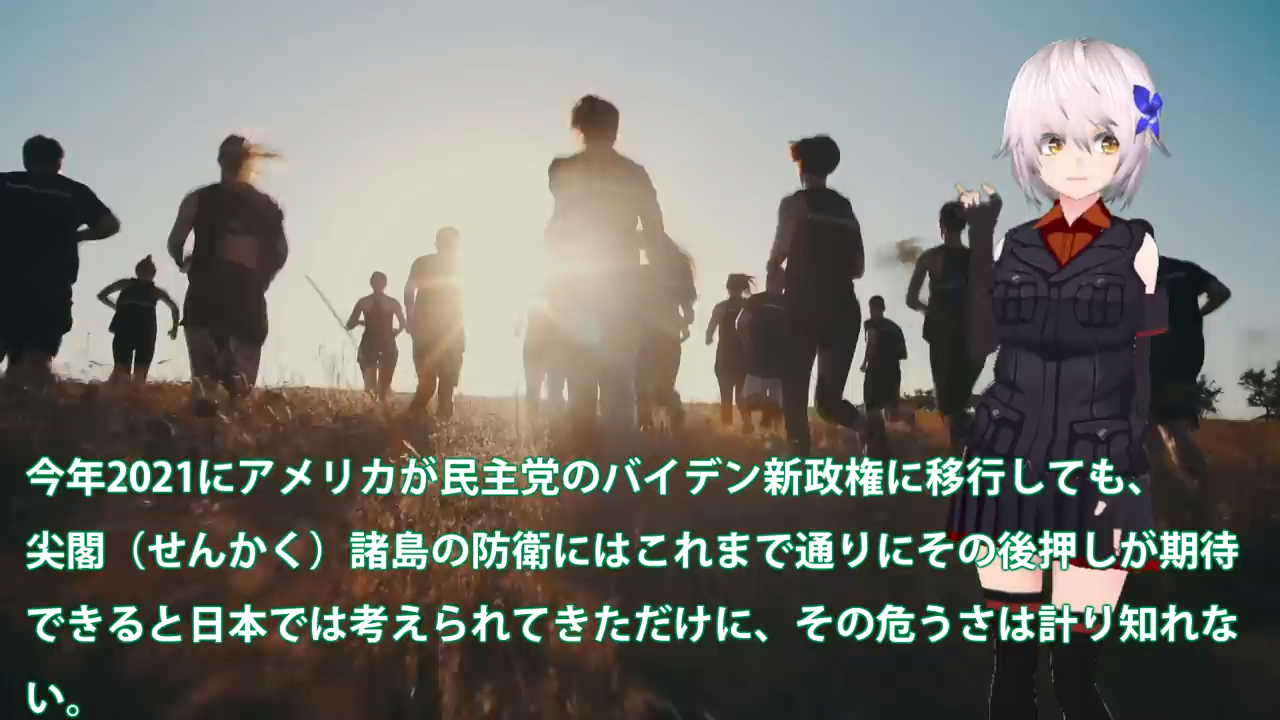 今年2021にアメリカが民主党のバイデン新政権に移行しても、
尖閣（せんかく）諸島の防衛にはこれまで通りにその後押しが期待
できると日本では考えられてきただけに、その危うさは計り知れな
い。